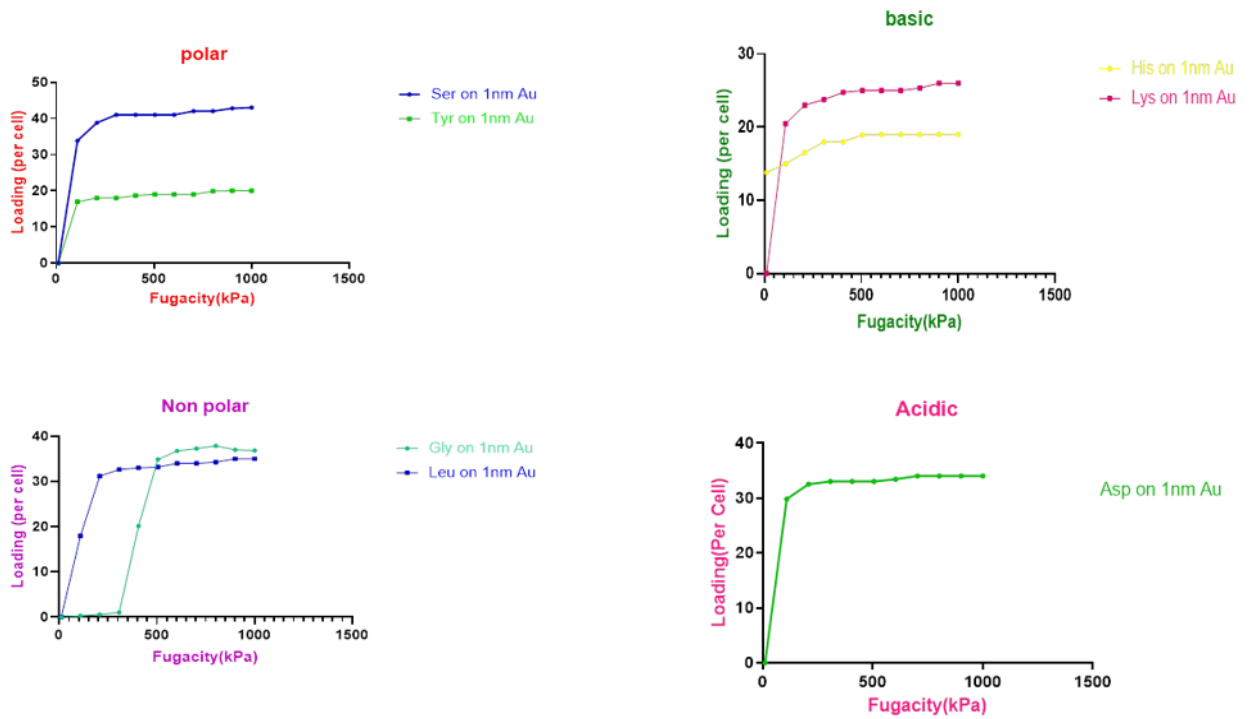 polar
Loading (per cell)
50
40
30
20
10
0
0
500
1000
1500
Fugacity(kPa)
Ser on 1nm Au
Tyr on 1nm Au
basic
Loading (per cell)
30
20
10
0
0
500
1000
1500
Fugacity(kPa)
His on 1nm Au
Lys on 1nm Au
Non polar
Loading (per cell)
40
30
20
10
0
0
500
1000
1500
Fugacity(kPa)
Gly on 1nm Au
Leu on 1nm Au
Acidic
Loading(Per Cell)
40
30
20
10
0
0
500
1000
1500
Fugacity(kPa)
Asp on 1nm Au